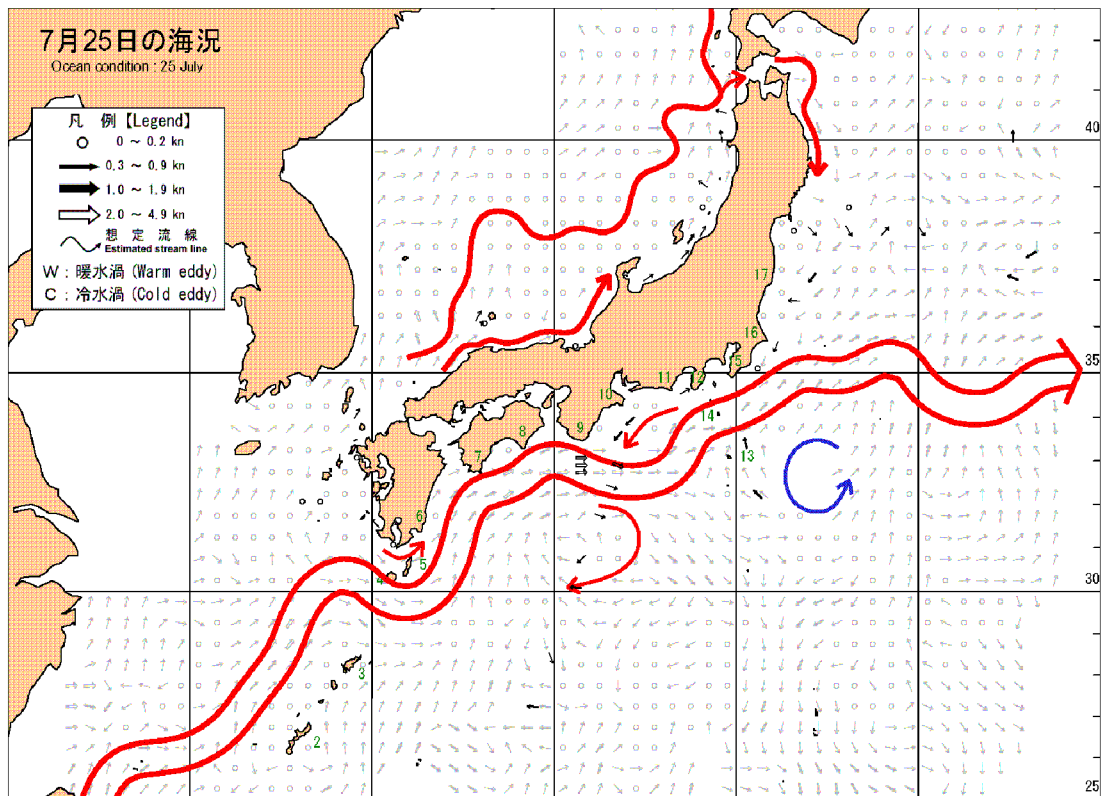 7月25日の海況
Ocean condition : 25 July
凡 例【Legend】
0 ~ 0.2 kn
0.3 ~ 0.9 kn
1.0 ~ 1.9 kn
2.0 ~ 4.9 kn
想 定 流 線
Estimated stream line
W : 暖水渦 (Warm eddy)
C : 冷水渦 (Cold eddy)
40
17
16
35
15
12
11
10
14
9
8
7
13
6
5
4
30
3
2
25